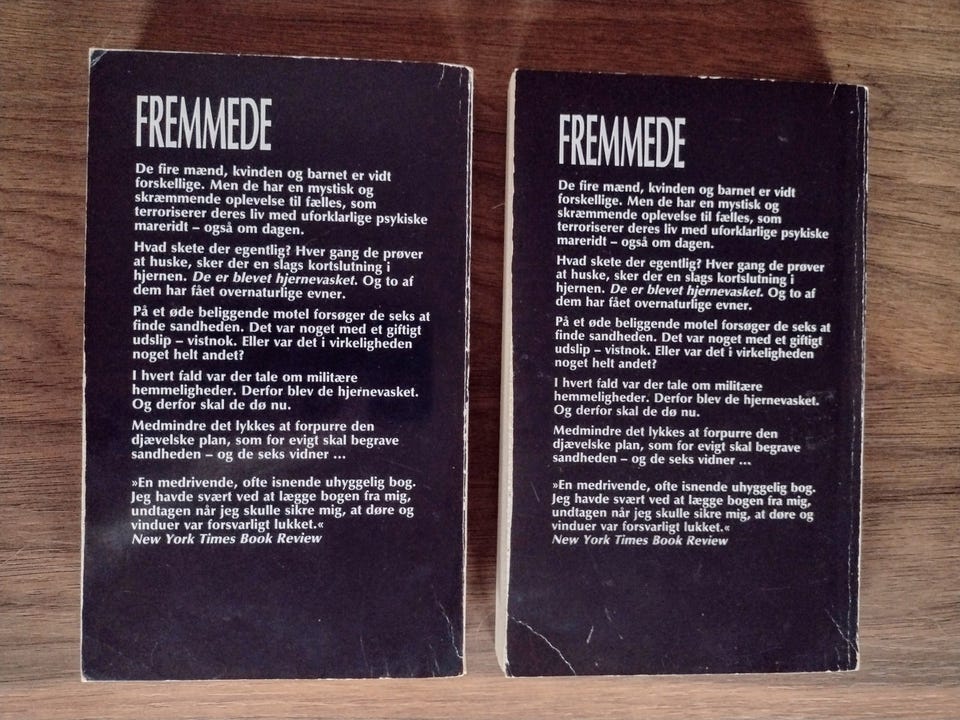 FREMMEDE
De fire mænd, kvinden og barnet er vidt
forskellige. Men de har en mystisk og
skræmmende oplevelse til fælles, som
terroriserer deres liv med uforklarlige psykiske
mareridt – også om dagen.
Hvad skete der egentlig? Hver gang de prøver
at huske, sker der en slags kortslutning i
hjernen. De er blevet hjernevasket. Og to af
dem har fået overnaturlige evner.
På et øde beliggende motel forsøger de seks at
finde sandheden. Det var noget med et giftigt
udslip – vistnok. Eller var det i virkeligheden
noget helt andet?
I hvert fald var der tale om militære
hemmeligheder. Derfor blev de hjernevasket.
Og derfor skal de dø nu.
Medmindre det lykkes at forpurre den
djævelske plan, som for evigt skal begrave
sandheden – og de seks vidner ...
»En medrivende, ofte isnende uhyggelig bog.
Jeg havde svært ved at lægge bogen fra mig,
undtagen når jeg skulle sikre mig, at døre og
vinduer var forsvarligt lukket.«
New York Times Book Review
FREMMEDE
De fire mænd, kvinden og barnet er vidt
forskellige. Men de har en mystisk og
skræmmende oplevelse til fælles, som
terroriserer deres liv med uforklarlige psykiske
mareridt – også om dagen.
Hvad skete der egentlig? Hver gang de prøver
at huske, sker der en slags kortslutning i
hjernen. De er blevet hjernevasket. Og to af
dem har fået overnaturlige evner.
På et øde beliggende motel forsøger de seks at
finde sandheden. Det var noget med et giftigt
udslip – vistnok. Eller var det i virkeligheden
noget helt andet?
I hvert fald var der tale om militære
hemmeligheder. Derfor blev de hjernevasket.
Og derfor skal de dø nu.
Medmindre det lykkes at forpurre den
djævelske plan, som for evigt skal begrave
sandheden – og de seks vidner ...
»En medrivende, ofte isnende uhyggelig bog.
Jeg havde svært ved at lægge bogen fra mig,
undtagen når jeg skulle sikre mig, at døre og
vinduer var forsvarligt lukket.«
New York Times Book Review